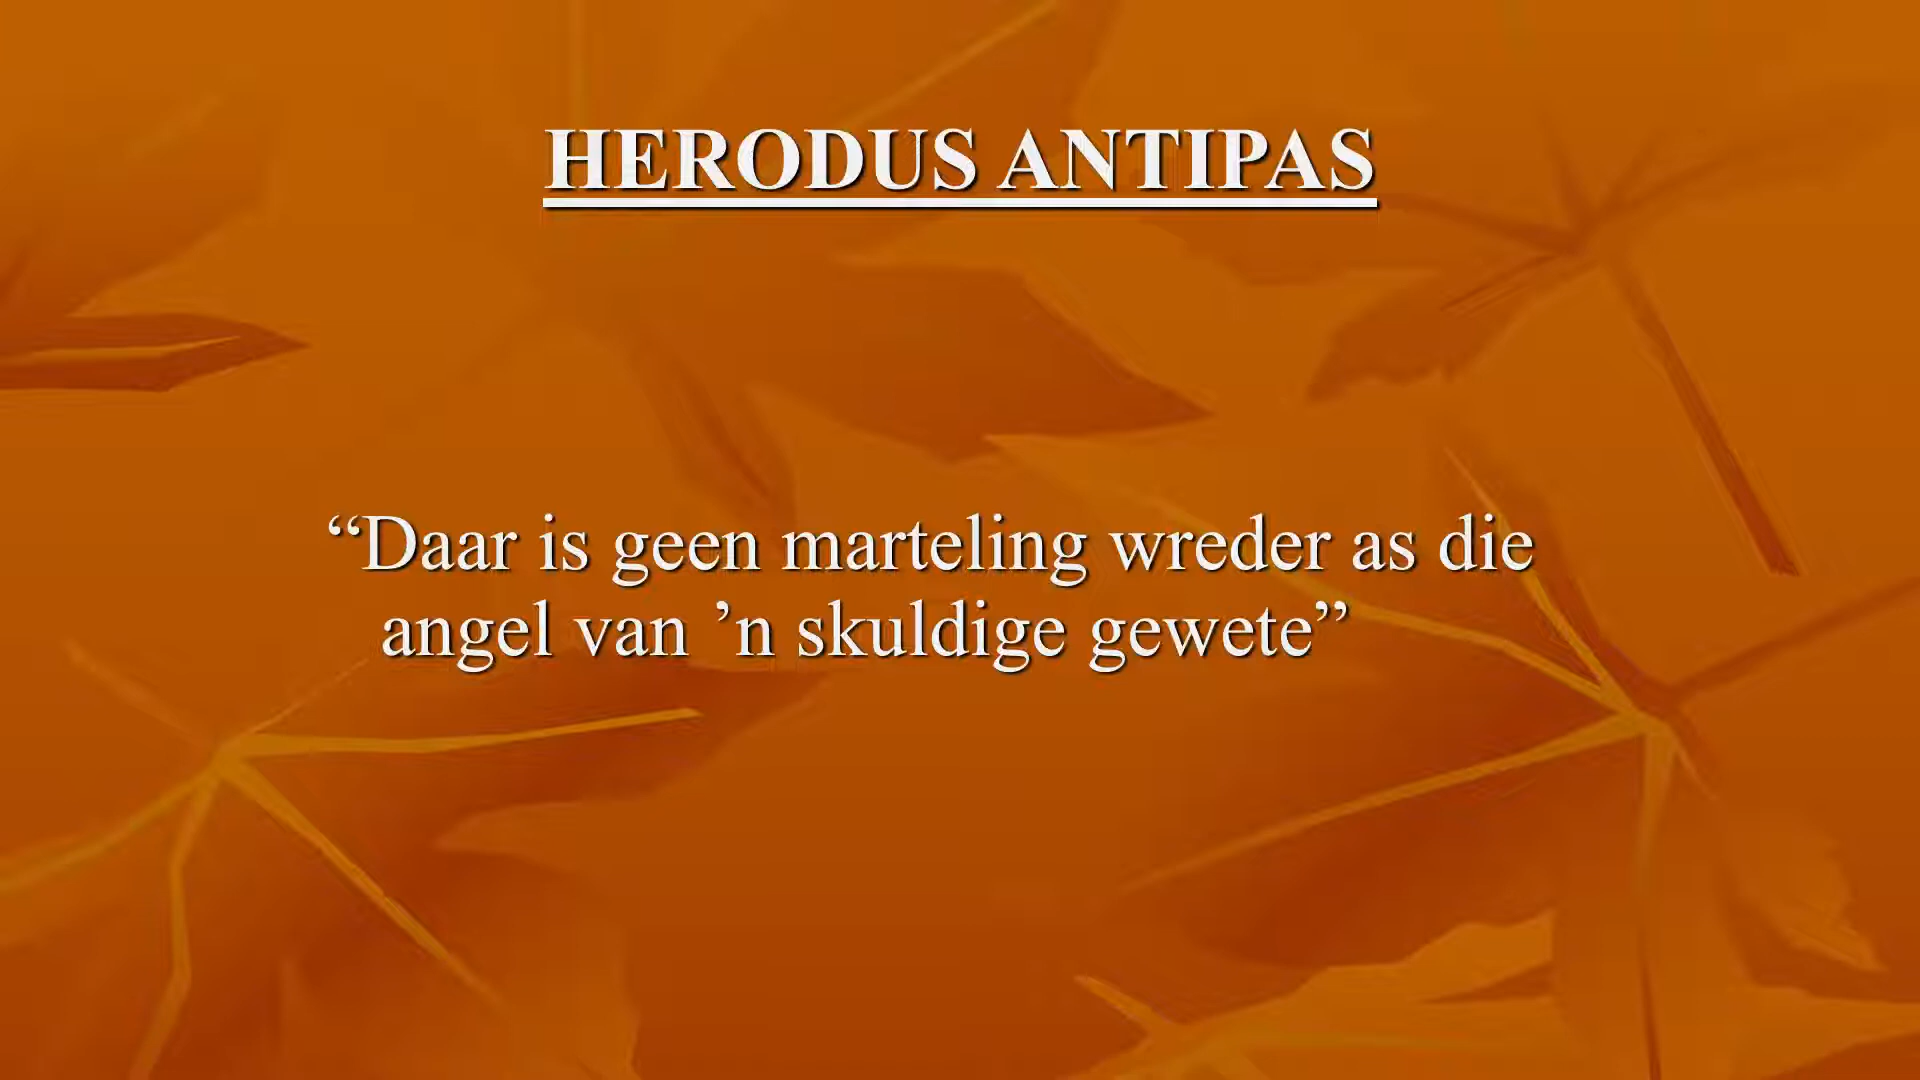 HERODUS ANTIPAS
“Daar is geen marteling wreder as die
angel van ’n skuldige gewete”